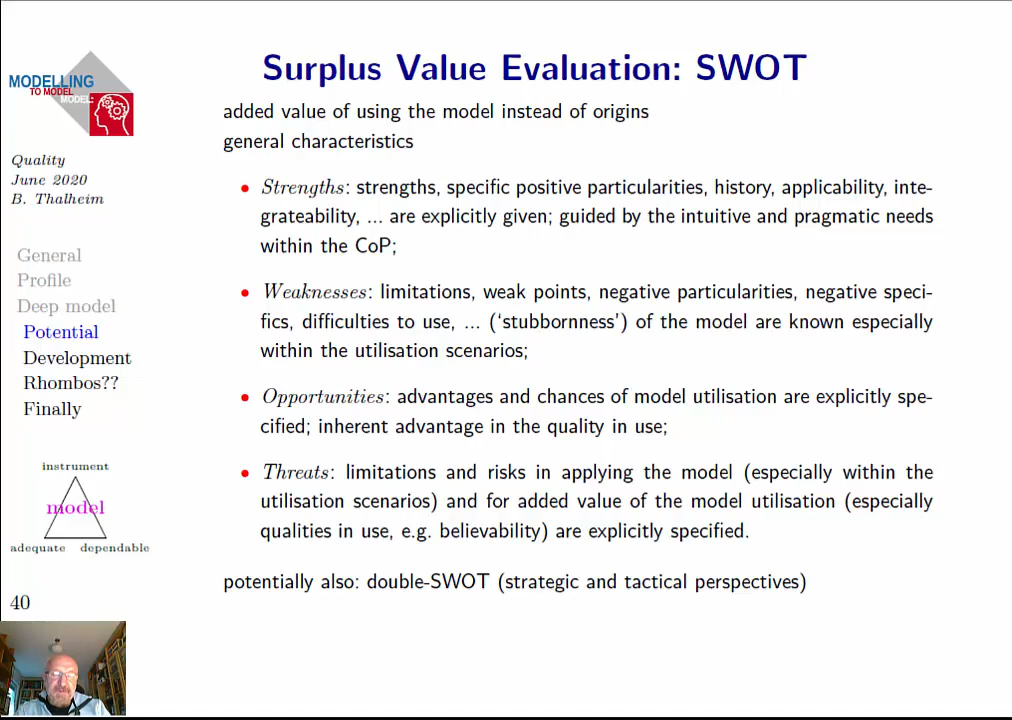 Surplus Value Evaluation: SWOT
MODELLING
TO MODEL
MODEL:
Quality
June 2020
B. Thalheim
General
Profile
Deep model
Potential
Development
Rhombos??
Finally
instrument
model
adequate dependable
40
added value of using the model instead of origins
general characteristics
• Strengths: strengths, specific positive particularities, history, applicability, inte-
grateability, ... are explicitly given; guided by the intuitive and pragmatic needs
within the CoP;
• Weaknesses: limitations, weak points, negative particularities, negative speci-
fics, difficulties to use, ... (‘stubbornness’) of the model are known especially
within the utilisation scenarios;
• Opportunities: advantages and chances of model utilisation are explicitly spe-
cified; inherent advantage in the quality in use;
• Threats: limitations and risks in applying the model (especially within the
utilisation scenarios) and for added value of the model utilisation (especially
qualities in use, e.g. believability) are explicitly specified.
potentially also: double-SWOT (strategic and tactical perspectives)